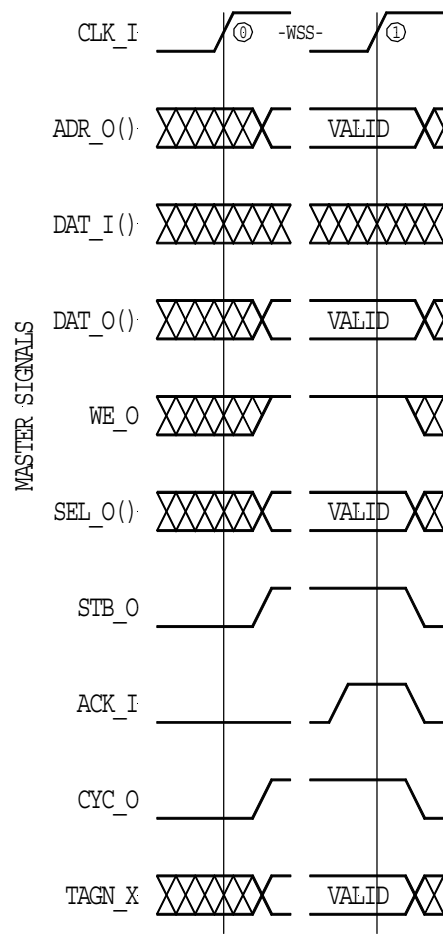 CLK_I 0 -WSS- 1
ADR_O() VALID
DAT_I()
DAT_O() VALID
MASTER SIGNALS
WE_O
SEL_O() VALID
STB_O
ACK_I
CYC_O
TAGN_X VALID